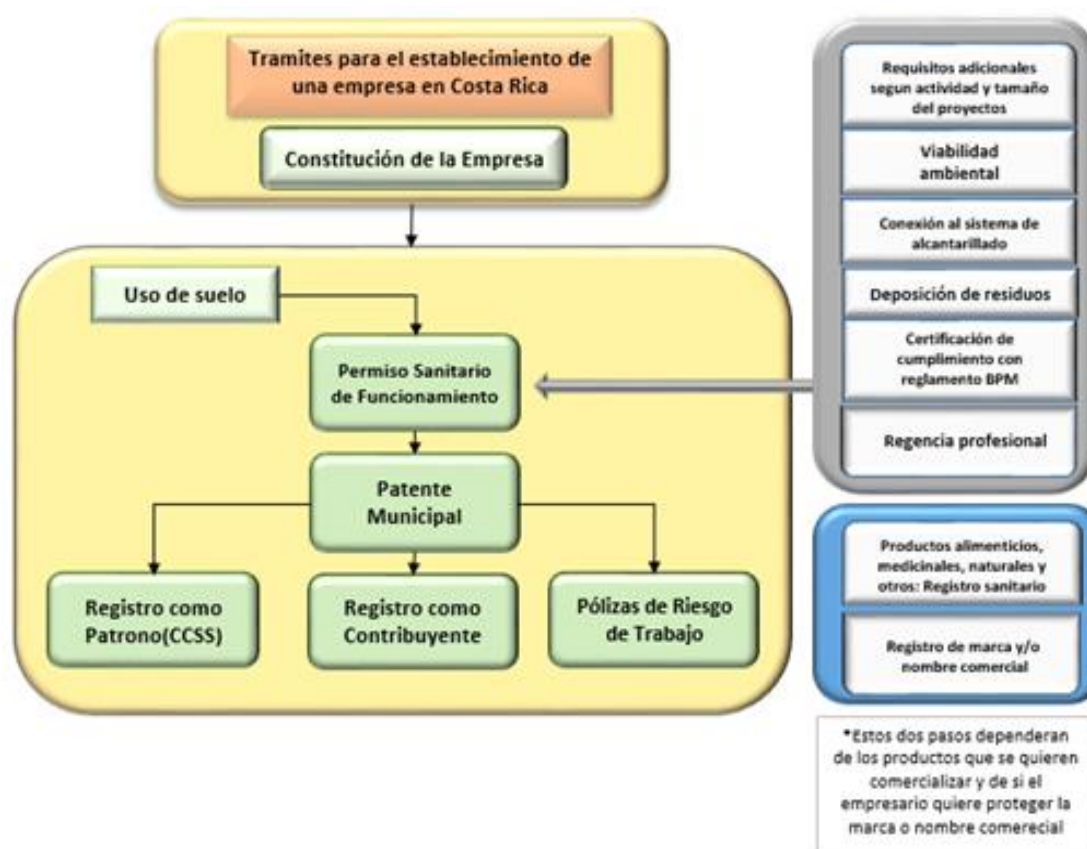 Tramites para el establecimiento de
una empresa en Costa Rica
Constitución de la Empresa
Uso de suelo
Permiso Sanitario
de Funcionamiento
Patente
Municipal
Registro como
Patrono(CCSS)
Registro como
Contribuyente
Pólizas de Riesgo
de Trabajo
Requisitos adicionales
segun actividad y tamaño
del proyectos
Viabilidad
ambiental
Conexión al sistema de
alcantarillado
Deposición de residuos
Certificación de
cumplimiento con
reglamento BPM
Regencia profesional
Productos alimenticios,
medicinales, naturales y
otros: Registro sanitario
Registro de marca y/o
nombre comercial
*Estos dos pasos dependeran
de los productos que se quieren
comercializar y de si el
empresario quiere proteger la
marca o nombre comerecial